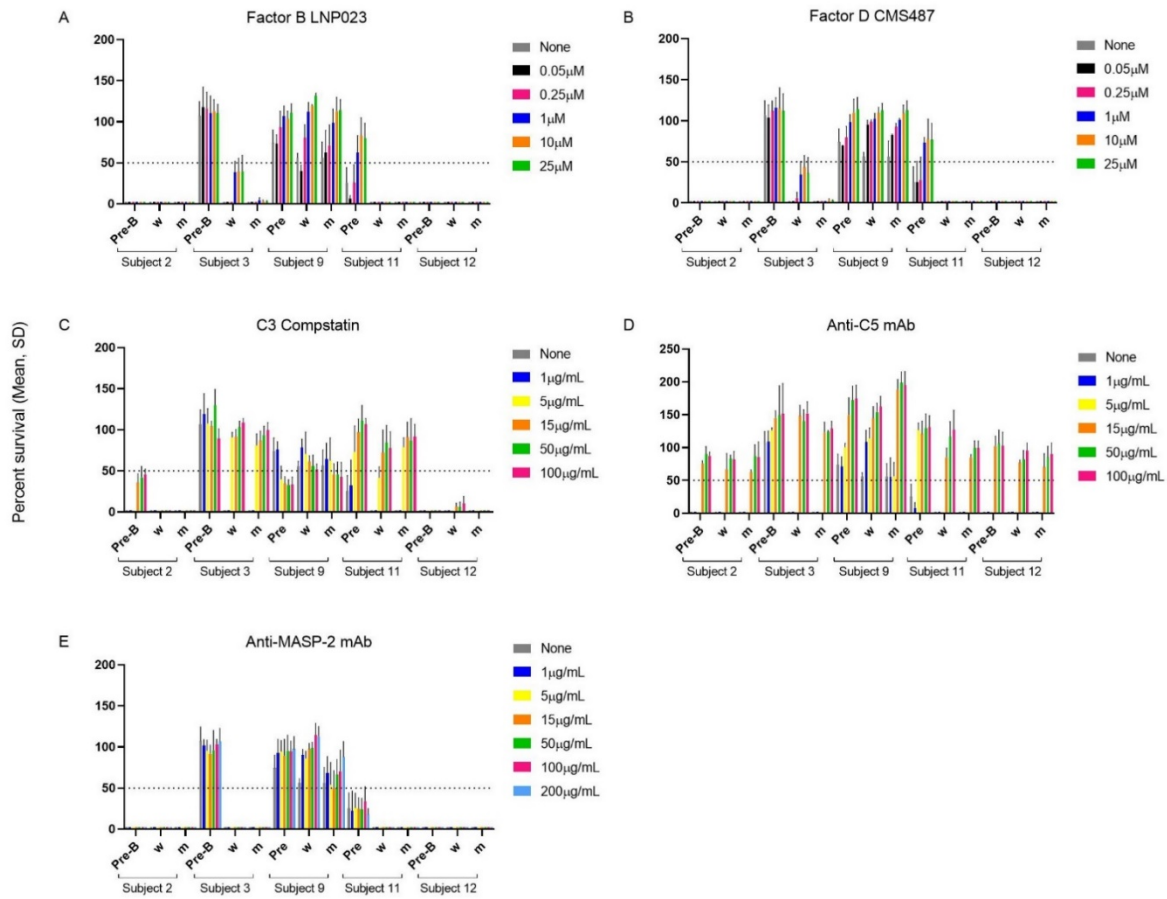 A
Factor B LNP023
200
150
100
50
0
Pre-B w m Pre-B w m Pre w m Pre w m Pre-B w m
Subject 2 Subject 3 Subject 9 Subject 11 Subject 12
None
0.05μM
0.25μM
1μM
10μM
25μM
B
Factor D CMS487
200
150
100
50
0
Pre-B w m Pre-B w m Pre w m Pre w m Pre-B w m
Subject 2 Subject 3 Subject 9 Subject 11 Subject 12
None
0.05μM
0.25μM
1μM
10μM
25μM
Percent survival (Mean, SD)
C
C3 Compstatin
200
150
100
50
0
Pre-B w m Pre-B w m Pre w m Pre w m Pre-B w m
Subject 2 Subject 3 Subject 9 Subject 11 Subject 12
None
1μg/mL
5μg/mL
15μg/mL
50μg/mL
100μg/mL
D
Anti-C5 mAb
250
200
150
100
50
0
Pre-B w m Pre-B w m Pre w m Pre w m Pre-B w m
Subject 2 Subject 3 Subject 9 Subject 11 Subject 12
None
1μg/mL
5μg/mL
15μg/mL
50μg/mL
100μg/mL
E
Anti-MASP-2 mAb
200
150
100
50
0
Pre-B w m Pre-B w m Pre w m Pre w m Pre-B w m
Subject 2 Subject 3 Subject 9 Subject 11 Subject 12
None
1μg/mL
5μg/mL
15μg/mL
50μg/mL
100μg/mL
200μg/mL